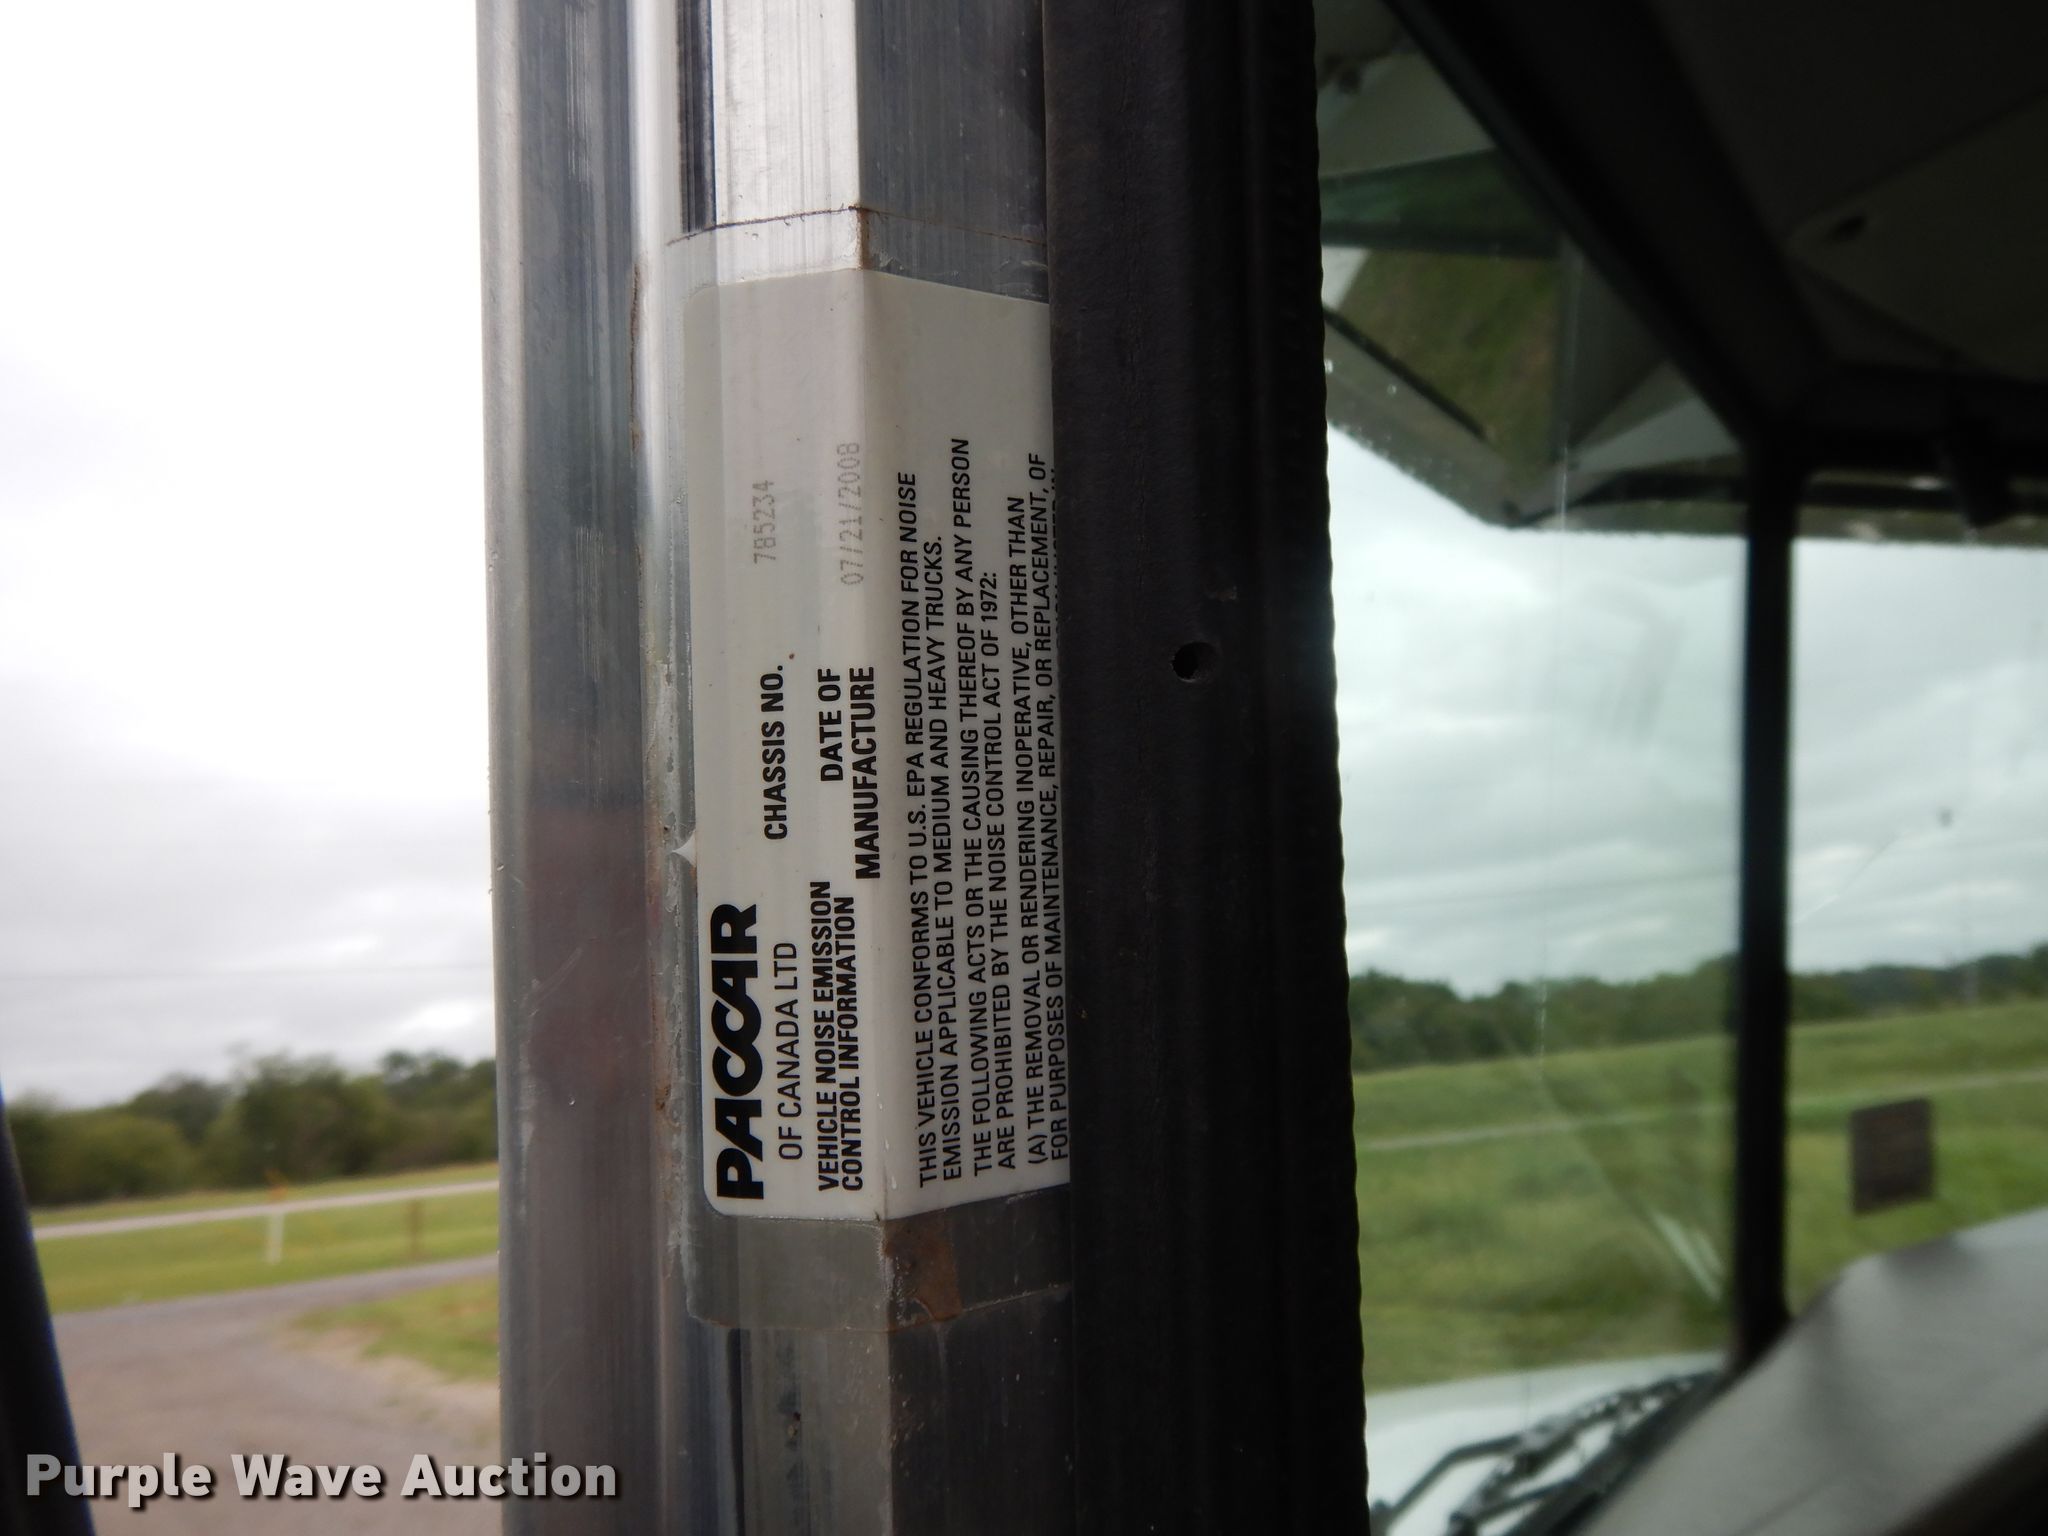 PACCAR
OF CANADA LTD
CHASSIS NO. 785234
VEHICLE NOISE EMISSION
CONTROL INFORMATION
DATE OF
MANUFACTURE
07/21/2008
THIS VEHICLE CONFORMS TO U.S. EPA REGULATION FOR NOISE
EMISSION APPLICABLE TO MEDIUM AND HEAVY TRUCKS.
THE FOLLOWING ACTS OR THE CAUSING THEREOF BY ANY PERSON
ARE PROHIBITED BY THE NOISE CONTROL ACT OF 1972:
(A) THE REMOVAL OR RENDERING INOPERATIVE, OTHER THAN
FOR PURPOSES OF MAINTENANCE, REPAIR, OR REPLACEMENT, OF
Purple Wave Auction